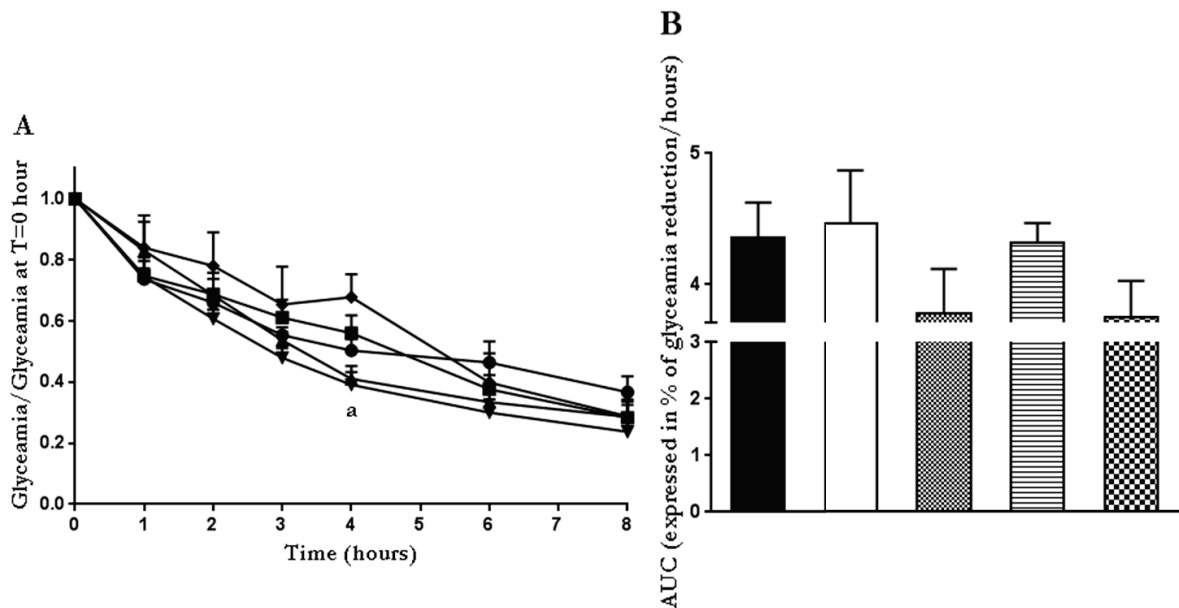 A
Glyceamia/Glyceamia at T=0 hour
1.0
0.8
0.6
0.4
0.2
0.0
a
0 1 2 3 4 5 6 7 8
Time (hours)
B
AUC (expressed in % of glyceamia reduction/hours)
5
4
3
2
1
0